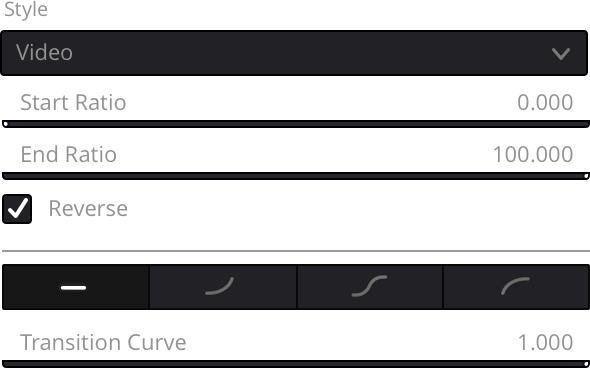 Style
Video
Start Ratio 0.000
End Ratio 100.000
Reverse
Transition Curve 1.000